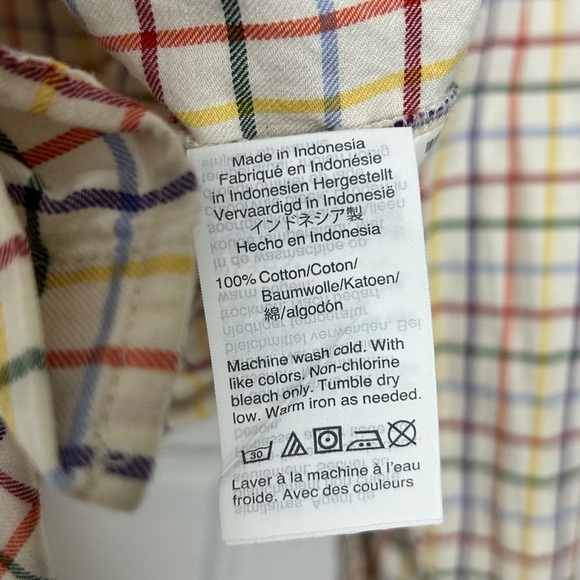 Made in Indonesia
Fabriqué en Indonésie
in Indonesien Hergestellt
Vervaardigd in Indonesië
インドネシア製
Hecho en Indonesia
100% Cotton/Coton/
Baumwolle/Katoen/
綿/algodón
Machine wash cold. With
like colors. Non-chlorine
bleach only. Tumble dry
low. Warm iron as needed.
30
Laver à la machine à l'eau
froide. Avec des couleurs